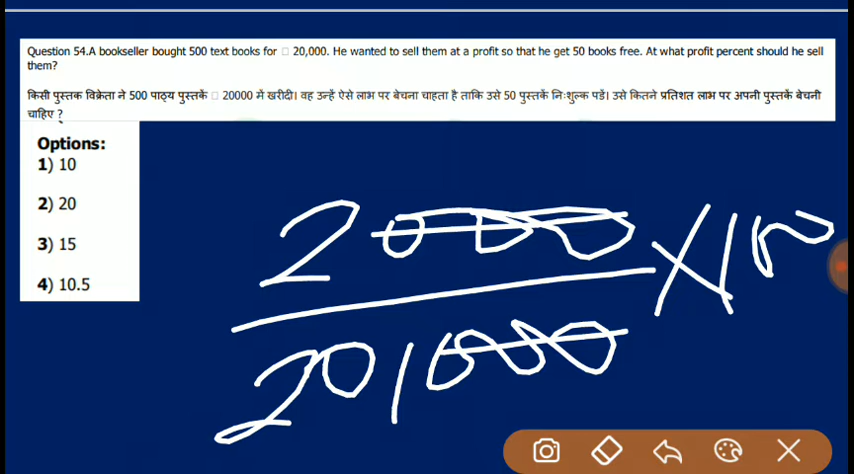 Question 54.A bookseller bought 500 text books for □ 20,000. He wanted to sell them at a profit so that he get 50 books free. At what profit percent should he sell
them?
किसी पुस्तक विक्रेता ने 500 पाठ्य पुस्तकें □ 20000 में खरीदी। वह उन्हें ऐसे लाभ पर बेचना चाहता है ताकि उसे 50 पुस्तकें निःशुल्क पड़ें। उसे कितने प्रतिशत लाभ पर अपनी पुस्तकें बेचनी
चाहिए ?
Options:
1) 10
2) 20
3) 15
4) 10.5
2000 X100
20,000